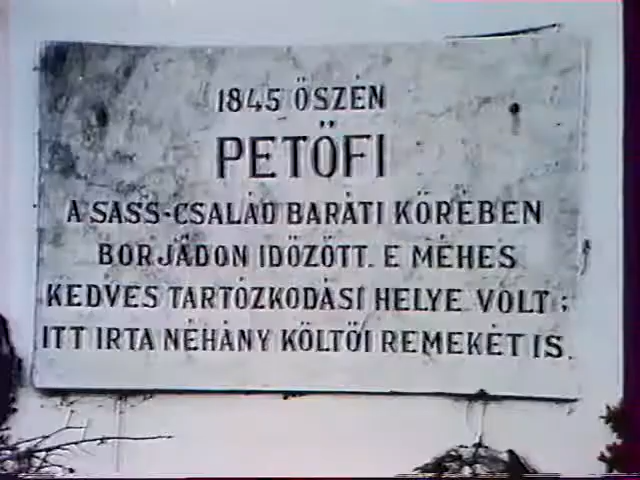 1845 ŐSZÉN
PETŐFI
A SASS-CSALÁD BARÁTI KÖRÉBEN
BORJÁDON IDŐZÖTT. E MÉHES
KEDVES TARTÓZKODÁSI HELYE VOLT;
ITT IRTA NÉHÁNY KÖLTŐI REMEKÉT IS.